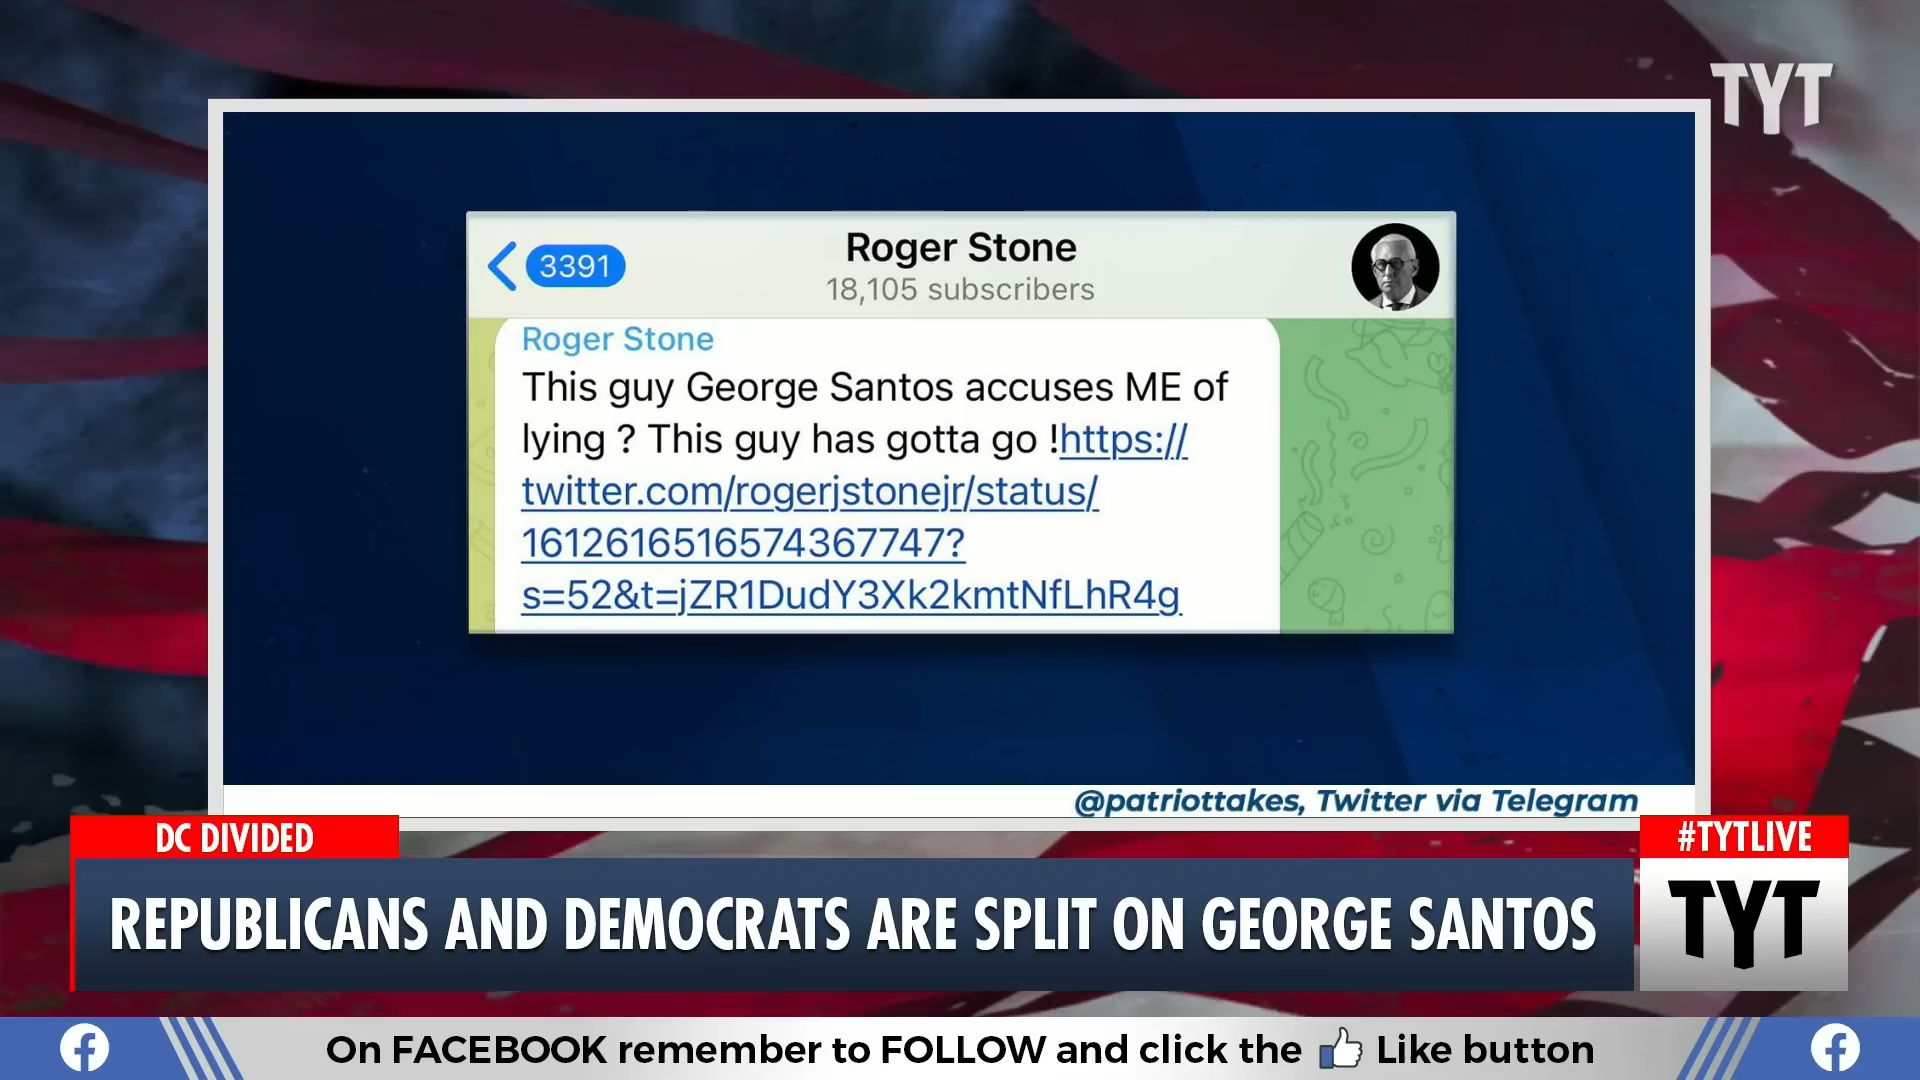 TYT
3391
Roger Stone
18,105 subscribers
Roger Stone
This guy George Santos accuses ME of
lying ? This guy has gotta go !https://
twitter.com/rogerjstonejr/status/
1612616516574367747?
s=52&t=jZR1DudY3Xk2kmtNfLhR4g
@patriottakes, Twitter via Telegram
DC DIVIDED
#TYTLIVE
REPUBLICANS AND DEMOCRATS ARE SPLIT ON GEORGE SANTOS
TYT
On FACEBOOK remember to FOLLOW and click the Like button